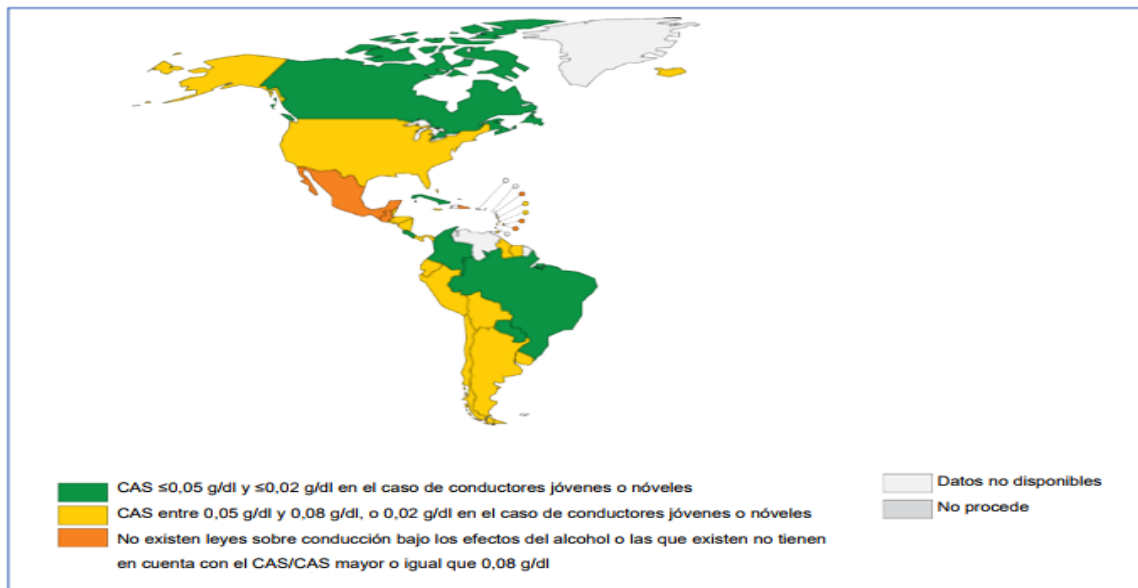 CAS ≤0,05 g/dl y ≤0,02 g/dl en el caso de conductores jóvenes o nóveles
CAS entre 0,05 g/dl y 0,08 g/dl, o 0,02 g/dl en el caso de conductores jóvenes o nóveles
No existen leyes sobre conducción bajo los efectos del alcohol o las que existen no tienen
en cuenta con el CAS/CAS mayor o igual que 0,08 g/dl
Datos no disponibles
No procede